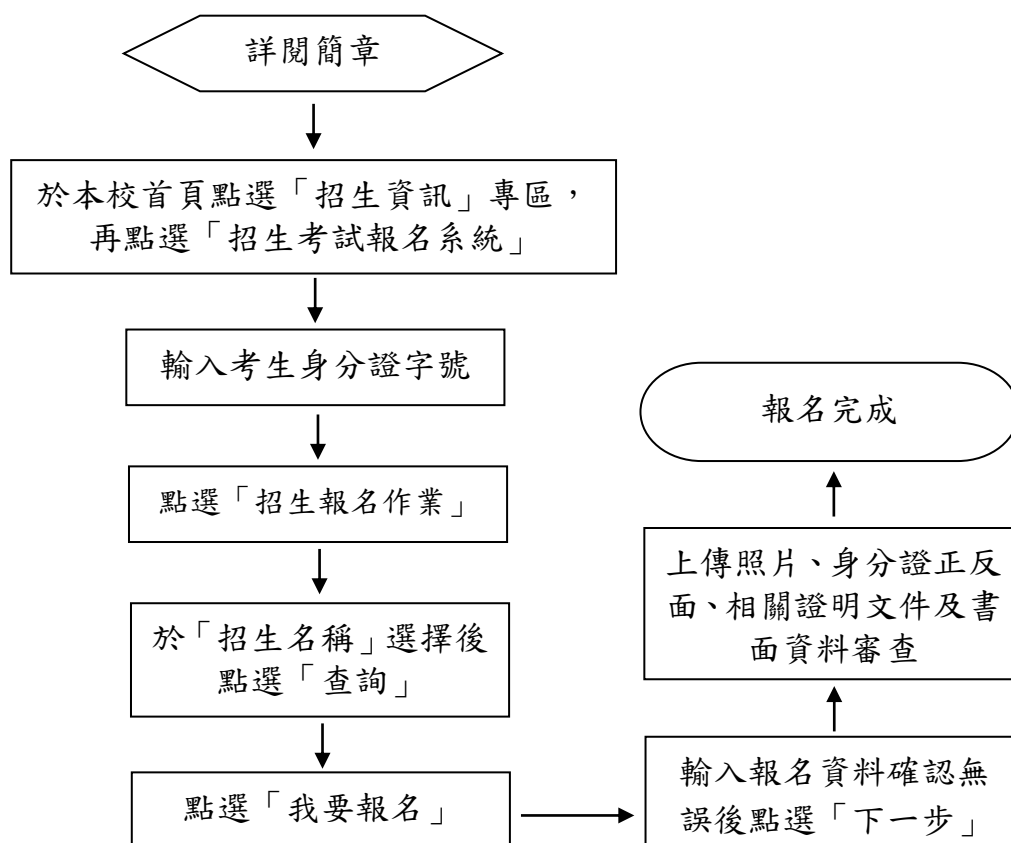 詳閱簡章
於本校首頁點選「招生資訊」專區，
再點選「招生考試報名系統」
輸入考生身分證字號
點選「招生報名作業」
於「招生名稱」選擇後
點選「查詢」
點選「我要報名」
輸入報名資料確認無
誤後點選「下一步」
上傳照片、身分證正反
面、相關證明文件及書
面資料審查
報名完成